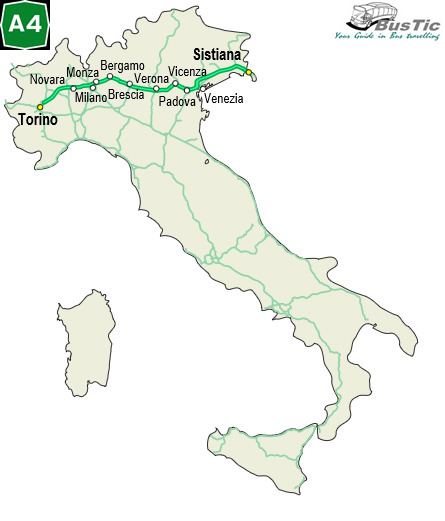 A4
BusTic
Your Guide in Bus travelling
Sistiana
Bergamo
Monza
Vicenza
Novara
Verona
Milano
Brescia
Padova
Venezia
Torino